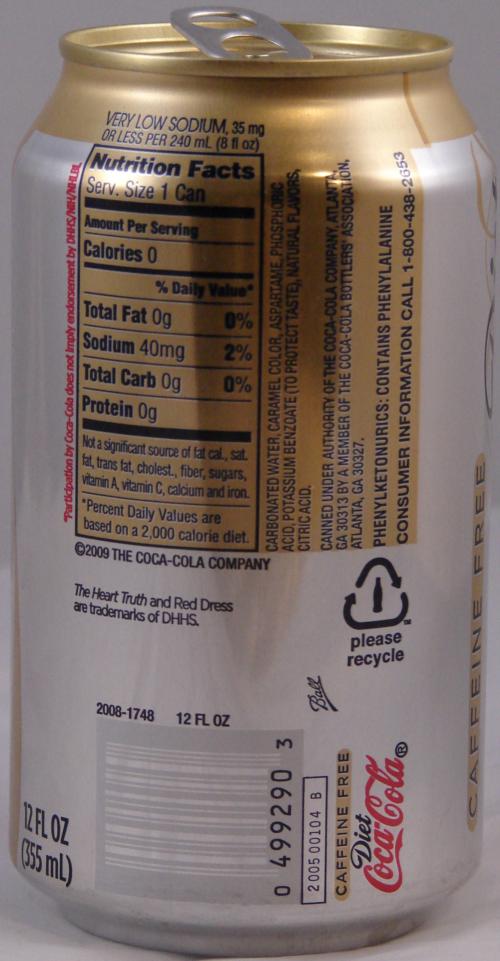 VERY LOW SODIUM, 35 mg
OR LESS PER 240 mL (8 fl oz)
Nutrition Facts
Serv. Size 1 Can
Amount Per Serving
Calories 0
% Daily Value*
Total Fat 0g 0%
Sodium 40mg 2%
Total Carb 0g 0%
Protein 0g
Not a significant source of fat cal., sat.
fat, trans fat, cholest., fiber, sugars,
vitamin A, vitamin C, calcium and iron.
*Percent Daily Values are
based on a 2,000 calorie diet.
©2009 THE COCA-COLA COMPANY
*Participation by Coca-Cola does not imply endorsement by DHHS/NIH/NHLBI.
CARBONATED WATER, CARAMEL COLOR, ASPARTAME, PHOSPHORIC
ACID, POTASSIUM BENZOATE (TO PROTECT TASTE), NATURAL FLAVORS,
CITRIC ACID.
CANNED UNDER AUTHORITY OF THE COCA-COLA COMPANY, ATLANTA,
GA 30313 BY A MEMBER OF THE COCA-COLA BOTTLERS' ASSOCIATION,
ATLANTA, GA 30327.
PHENYLKETONURICS: CONTAINS PHENYLALANINE
CONSUMER INFORMATION CALL 1-800-438-2653
The Heart Truth and Red Dress
are trademarks of DHHS.
please
recycle
Ball
2008-1748 12 FL OZ
0 499290 3
200500104 B
CAFFEINE FREE
Diet
Coca-Cola®
12 FL OZ
(355 mL)
CAFFEINE FREE